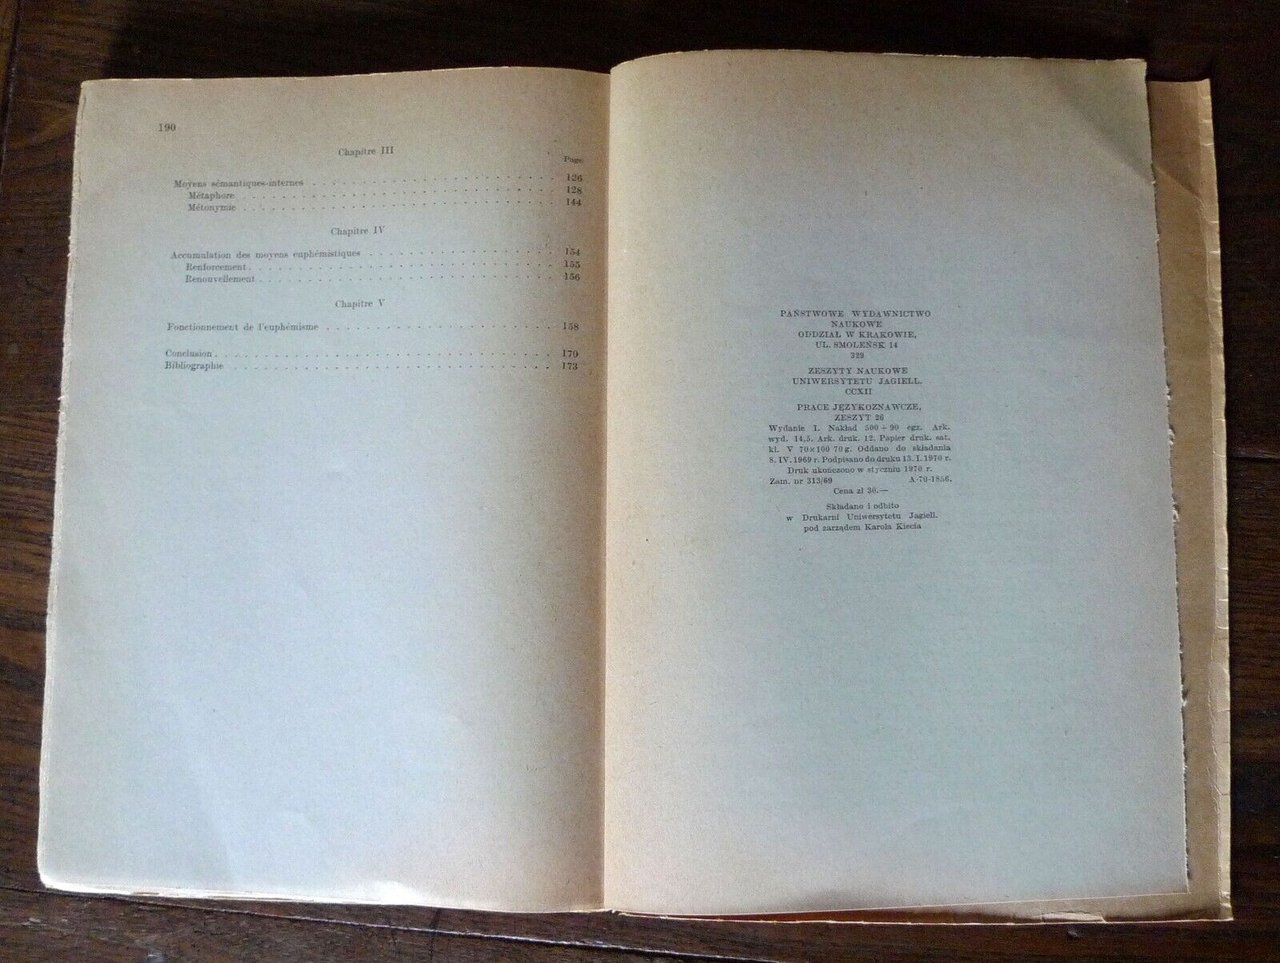 190
Chapitre III
Page
Moyens sémantiques-internes . . . . . . . . . . . . . . . . . . . . 126
Métaphore . . . . . . . . . . . . . . . . . . . . . . . . . . 128
Métonymie . . . . . . . . . . . . . . . . . . . . . . . . . . 144
Chapitre IV
Accumulation des moyens euphémistiques . . . . . . . . . . . . . . . 154
Renforcement . . . . . . . . . . . . . . . . . . . . . . . . . 155
Renouvellement . . . . . . . . . . . . . . . . . . . . . . . . 156
Chapitre V
Fonctionnement de l'euphémisme . . . . . . . . . . . . . . . . . . 158
Conclusion . . . . . . . . . . . . . . . . . . . . . . . . . . . 170
Bibliographie . . . . . . . . . . . . . . . . . . . . . . . . . . 173
PAŃSTWOWE WYDAWNICTWO
NAUKOWE
ODDZIAŁ W KRAKOWIE,
UL. SMOLEŃSK 14
329
ZESZYTY NAUKOWE
UNIWERSYTETU JAGIELL.
CCXII
PRACE JĘZYKOZNAWCZE,
ZESZYT 26
Wydanie I. Nakład 500 + 90 egz. Ark.
wyd. 14,5. Ark. druk. 12. Papier druk. sat.
kl. V 70×100 70 g. Oddano do składania
8. IV. 1969 r. Podpisano do druku 13. I. 1970 r.
Druk ukończono w styczniu 1970 r.
Zam. nr 313/69 A-70-1856.
Cena zł 30.—
Składano i odbito
w Drukarni Uniwersytetu Jagiell.
pod zarządem Karola Kiecia